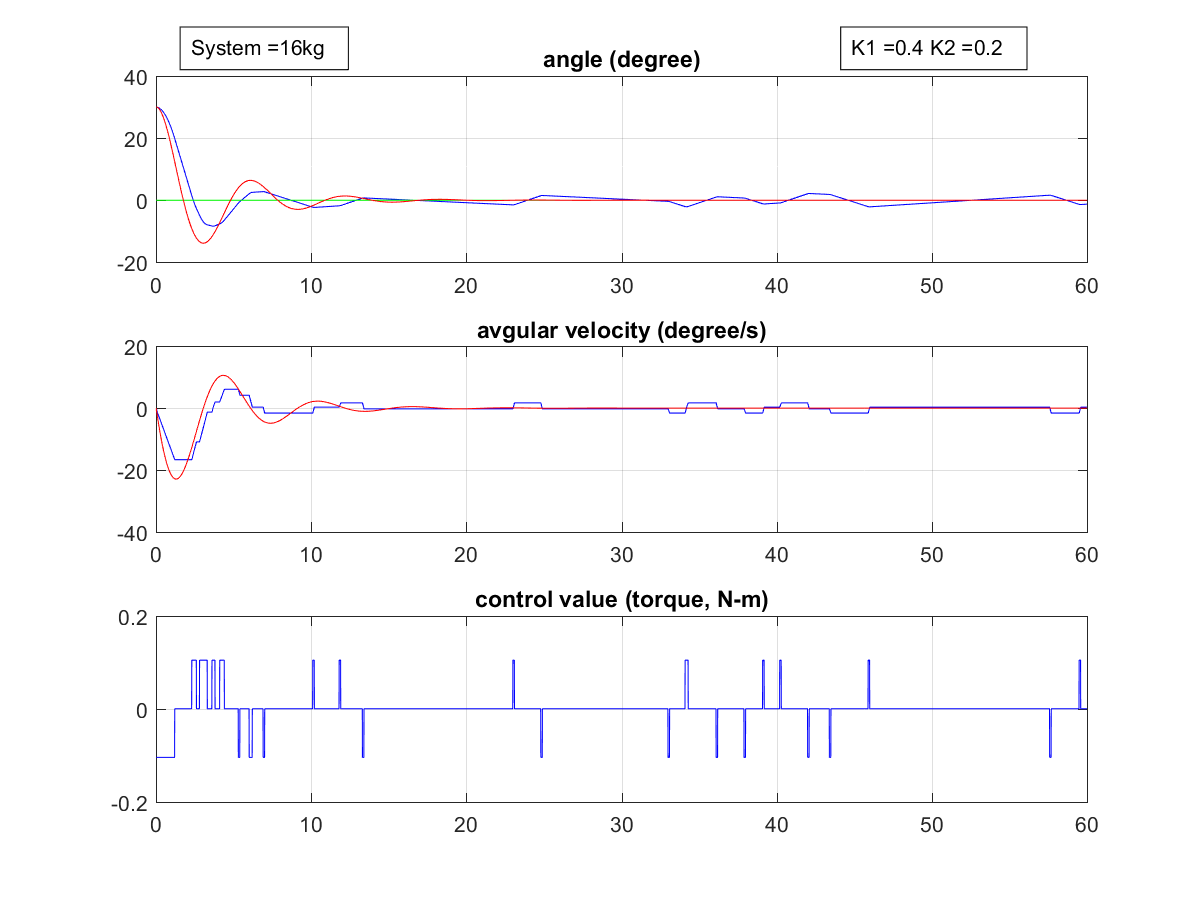 System =16kg
K1 =0.4 K2 =0.2
angle (degree)
40
20
0
-20
0 10 20 30 40 50 60
avgular velocity (degree/s)
20
0
-20
-40
0 10 20 30 40 50 60
control value (torque, N-m)
0.2
0
-0.2
0 10 20 30 40 50 60